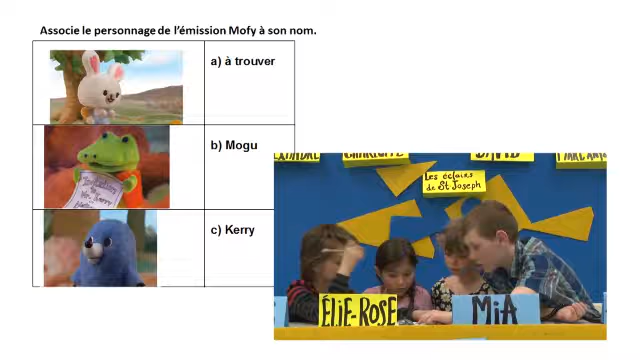 Associe le personnage de l'émission Mofy à son nom.
a) à trouver
b) Mogu
c) Kerry
DAVID
Les éclairs
de St Joseph
ÉLIE-ROSE
MiA